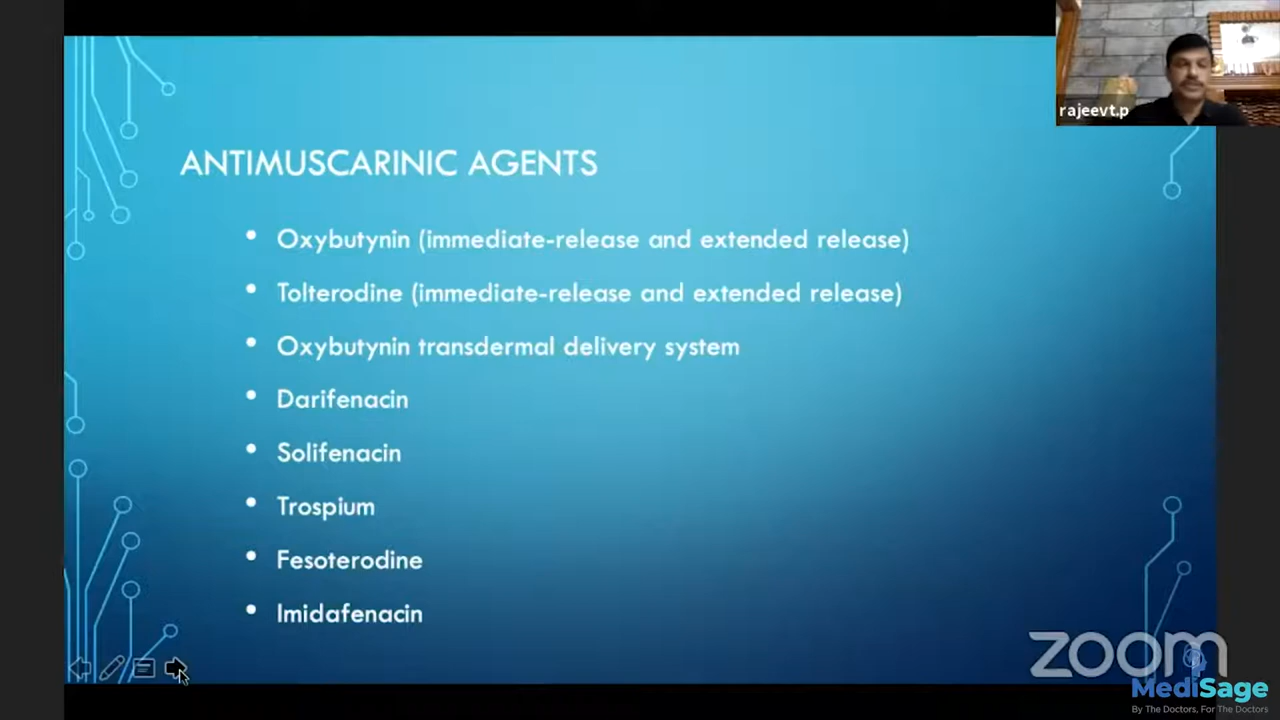 rajeevt.p
ANTIMUSCARINIC AGENTS
• Oxybutynin (immediate-release and extended release)
• Tolterodine (immediate-release and extended release)
• Oxybutynin transdermal delivery system
• Darifenacin
• Solifenacin
• Trospium
• Fesoterodine
• Imidafenacin
zoom
MediSage
By The Doctors, For The Doctors